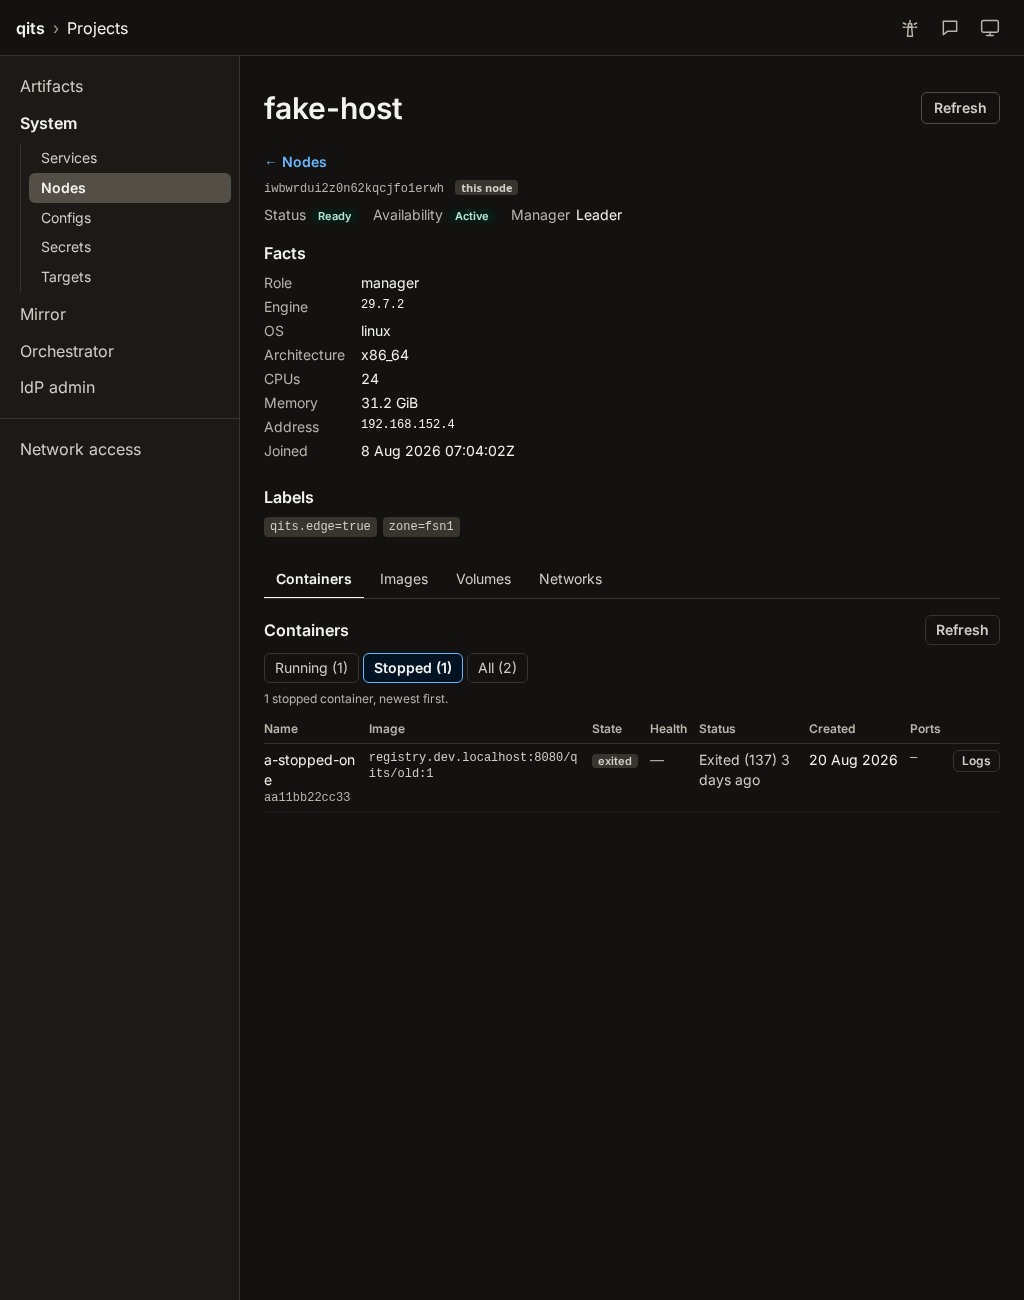 qits › Projects
Artifacts
System
Services
Nodes
Configs
Secrets
Targets
Mirror
Orchestrator
IdP admin
Network access
fake-host
Refresh
← Nodes
iwbwrdui2z0n62kqcjfo1erwh this node
Status Ready Availability Active Manager Leader
Facts
Role manager
Engine 29.7.2
OS linux
Architecture x86_64
CPUs 24
Memory 31.2 GiB
Address 192.168.152.4
Joined 8 Aug 2026 07:04:02Z
Labels
qits.edge=true zone=fsn1
Containers Images Volumes Networks
Containers Refresh
Running (1) Stopped (1) All (2)
1 stopped container, newest first.
Name Image State Health Status Created Ports
a-stopped-on registry.dev.localhost:8080/q exited — Exited (137) 3 20 Aug 2026 – Logs
e its/old:1 days ago
aa11bb22cc33